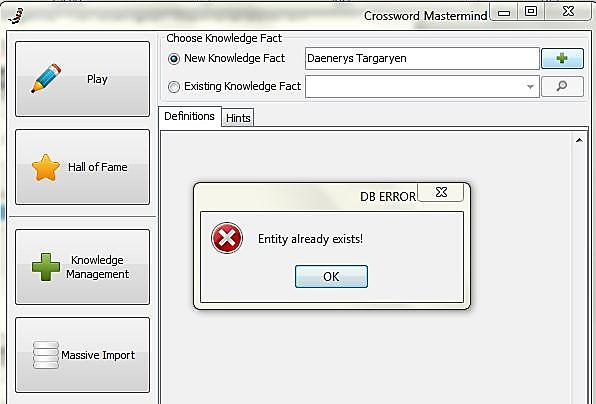 Crossword Mastermind
Choose Knowledge Fact
New Knowledge Fact
Daenerys Targaryen
Existing Knowledge Fact
Definitions
Hints
Play
Hall of Fame
Knowledge
Management
Massive Import
DB ERROR
Entity already exists!
OK